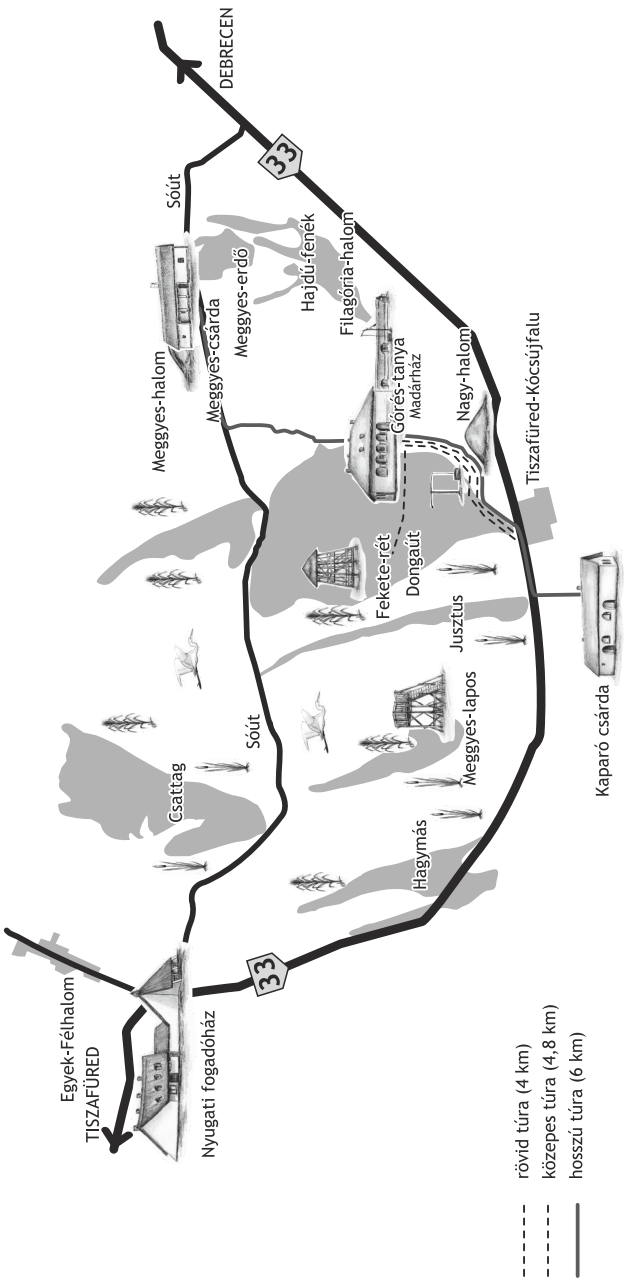 Egyek-Félhalom
TISZAFÜRED
Nyugati fogadóház
33
Csattag
Sóút
Hagymás
Meggyes-lapos
Jusztus
Fekete-rét
Dongaút
Meggyes-halom
Meggyes-csárda
Meggyes-erdő
Sóút
Hajdú-fenék
Filagória-halom
Górés-tanya
Madárház
Nagy-halom
Tiszafüred-Kócsújfalu
Kaparó csárda
33
DEBRECEN
rövid túra (4 km)
közepes túra (4,8 km)
hosszú túra (6 km)